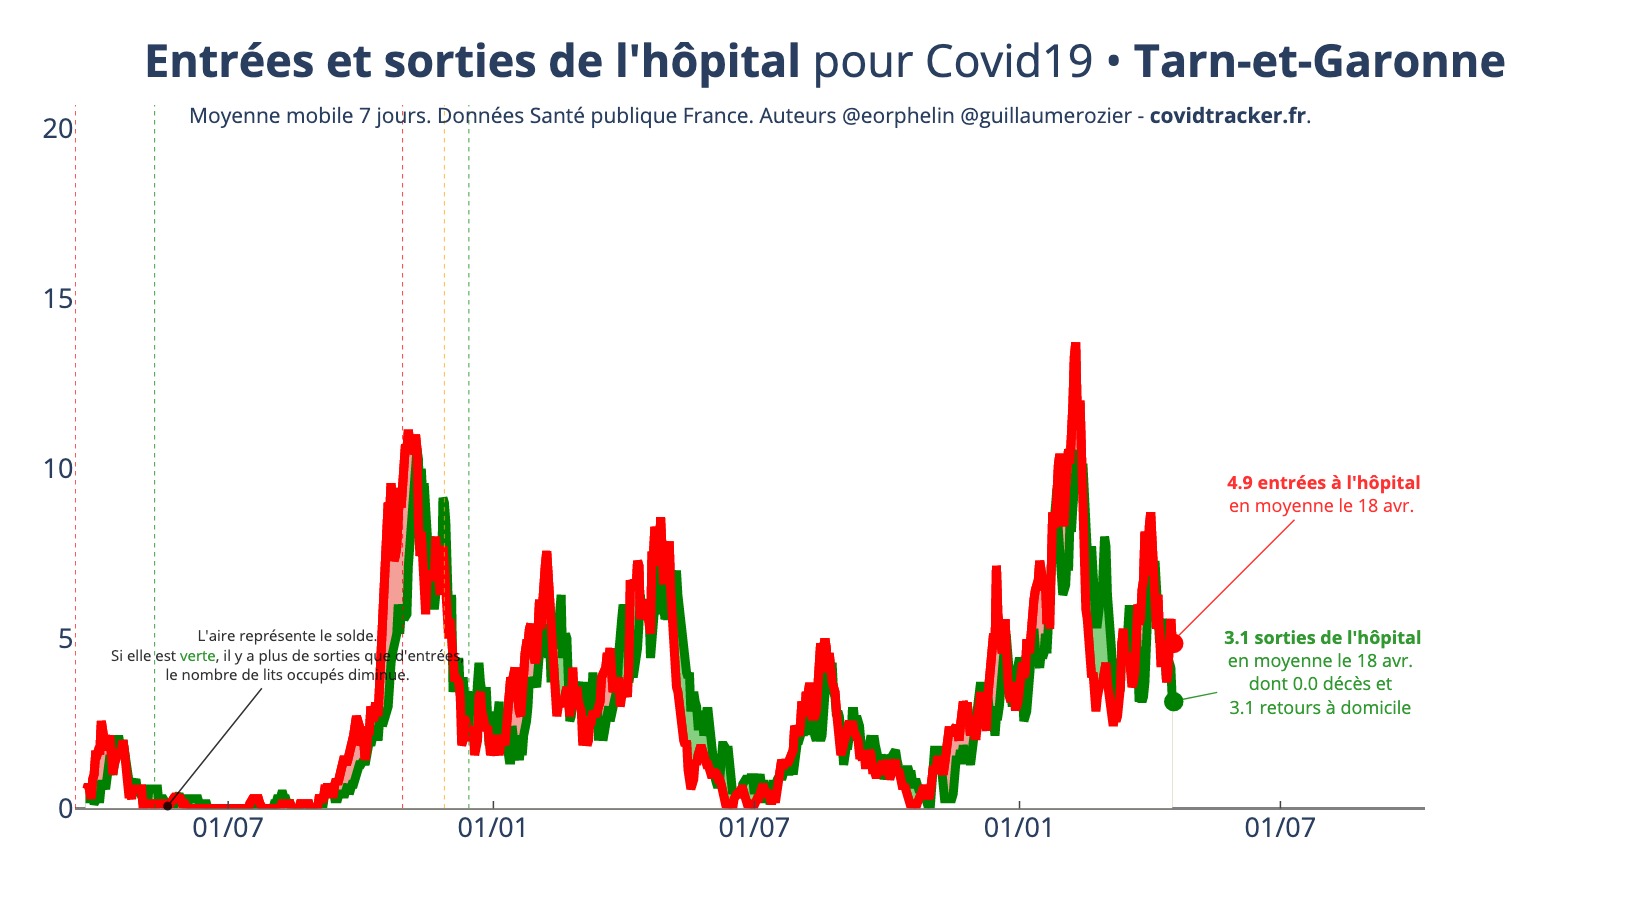 Entrées et sorties de l'hôpital pour Covid19 • Tarn-et-Garonne
Moyenne mobile 7 jours. Données Santé publique France. Auteurs @eorphelin @guillaumerozier - covidtracker.fr.
20
15
10
5
0
4.9 entrées à l'hôpital
en moyenne le 18 avr.
L'aire représente le solde.
Si elle est verte, il y a plus de sorties que d'entrées,
le nombre de lits occupés diminue.
3.1 sorties de l'hôpital
en moyenne le 18 avr.
dont 0.0 décès et
3.1 retours à domicile
01/07
01/01
01/07
01/01
01/07